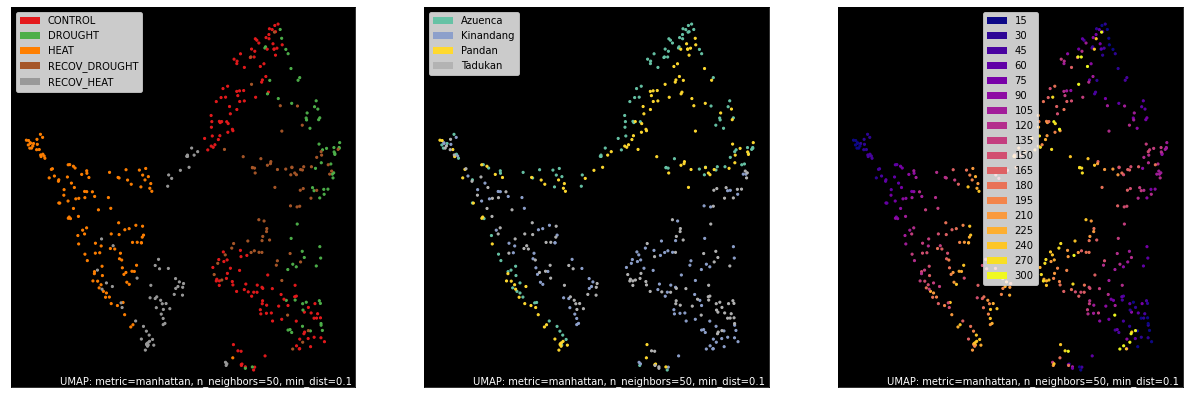 CONTROL
DROUGHT
HEAT
RECOV_DROUGHT
RECOV_HEAT
UMAP: metric=manhattan, n_neighbors=50, min_dist=0.1
Azuenca
Kinandang
Pandan
Tadukan
UMAP: metric=manhattan, n_neighbors=50, min_dist=0.1
15
30
45
60
75
90
105
120
135
150
165
180
195
210
225
240
270
300
UMAP: metric=manhattan, n_neighbors=50, min_dist=0.1